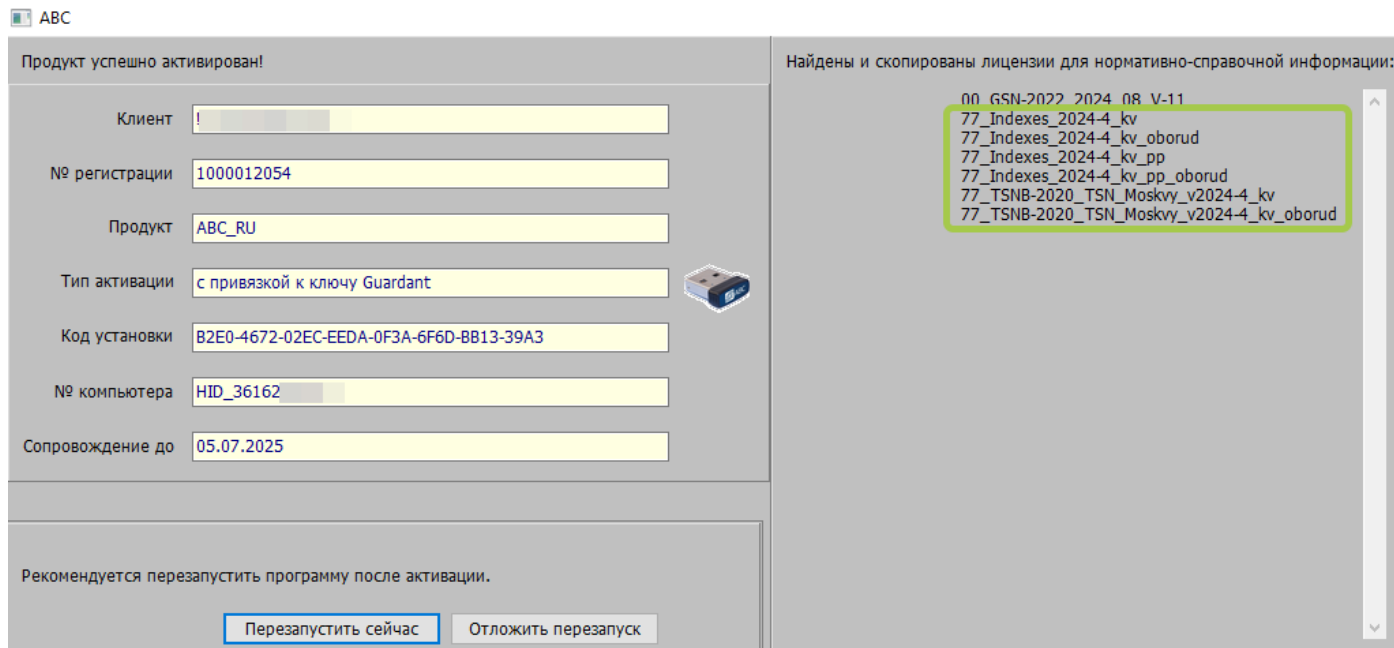 ABC
Продукт успешно активирован!
Клиент !
№ регистрации 1000012054
Продукт ABC_RU
Тип активации с привязкой к ключу Guardant
ABC
Код установки B2E0-4672-02EC-EEDA-0F3A-6F6D-BB13-39A3
№ компьютера HID_36162
Сопровождение до 05.07.2025
Рекомендуется перезапустить программу после активации.
Перезапустить сейчас Отложить перезапуск
Найдены и скопированы лицензии для нормативно-справочной информации:
00_GSN-2022_2024_08_V-11
77_Indexes_2024-4_kv
77_Indexes_2024-4_kv_oborud
77_Indexes_2024-4_kv_pp
77_Indexes_2024-4_kv_pp_oborud
77_TSNB-2020_TSN_Moskvy_v2024-4_kv
77_TSNB-2020_TSN_Moskvy_v2024-4_kv_oborud